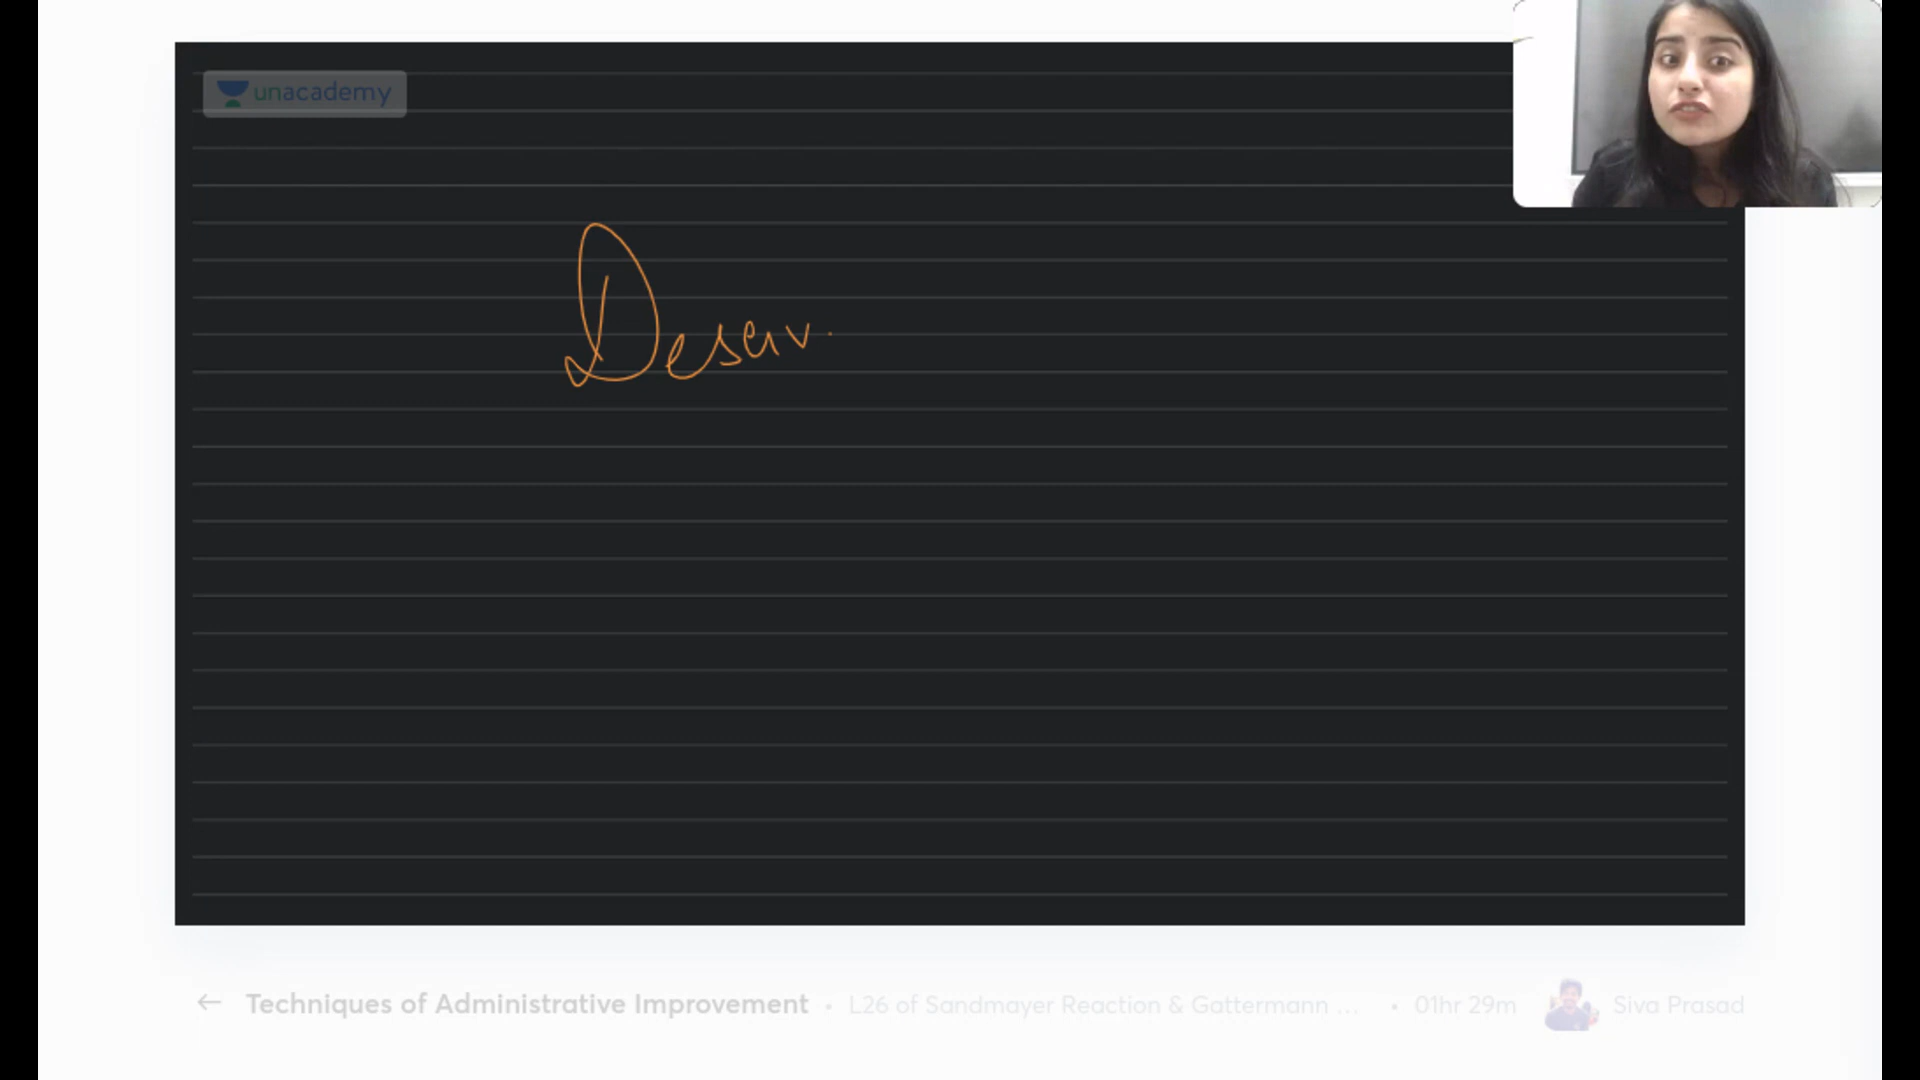 unacademy
Deserv.
← Techniques of Administrative Improvement • L26 of Sandmayer Reaction & Gattermann ... • 01hr 29m Siva Prasad